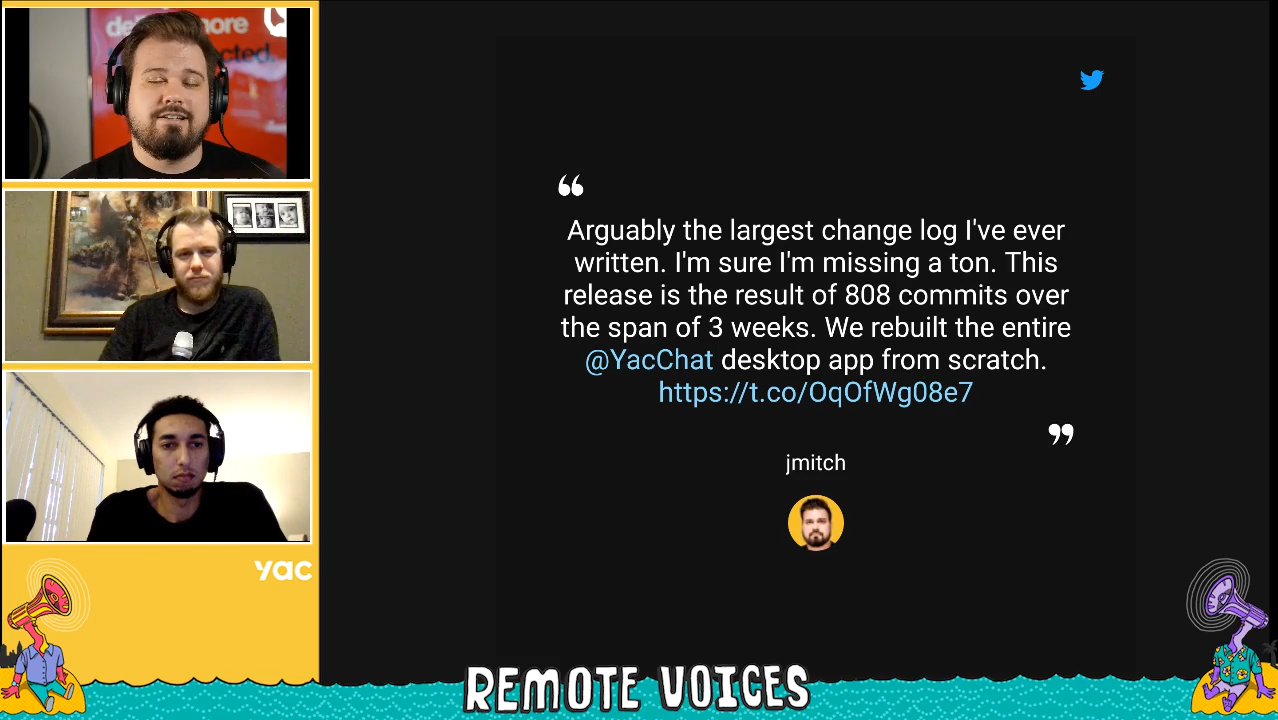 more
cted.
“
Arguably the largest change log I've ever
written. I'm sure I'm missing a ton. This
release is the result of 808 commits over
the span of 3 weeks. We rebuilt the entire
@YacChat desktop app from scratch.
https://t.co/OqOfWg08e7
”
jmitch
yac
REMOTE VOICES